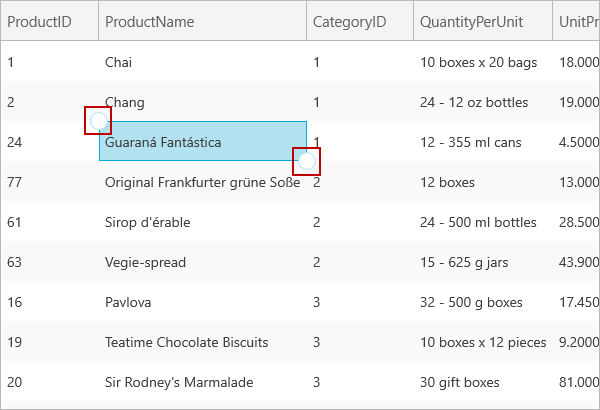 ProductID ProductName CategoryID QuantityPerUnit UnitPr
1 Chai 1 10 boxes x 20 bags 18.000
2 Chang 1 24 - 12 oz bottles 19.000
24 Guaraná Fantástica 1 12 - 355 ml cans 4.5000
77 Original Frankfurter grüne Soße 2 12 boxes 13.000
61 Sirop d'érable 2 24 - 500 ml bottles 28.500
63 Vegie-spread 2 15 - 625 g jars 43.900
16 Pavlova 3 32 - 500 g boxes 17.450
19 Teatime Chocolate Biscuits 3 10 boxes x 12 pieces 9.2000
20 Sir Rodney's Marmalade 3 30 gift boxes 81.000